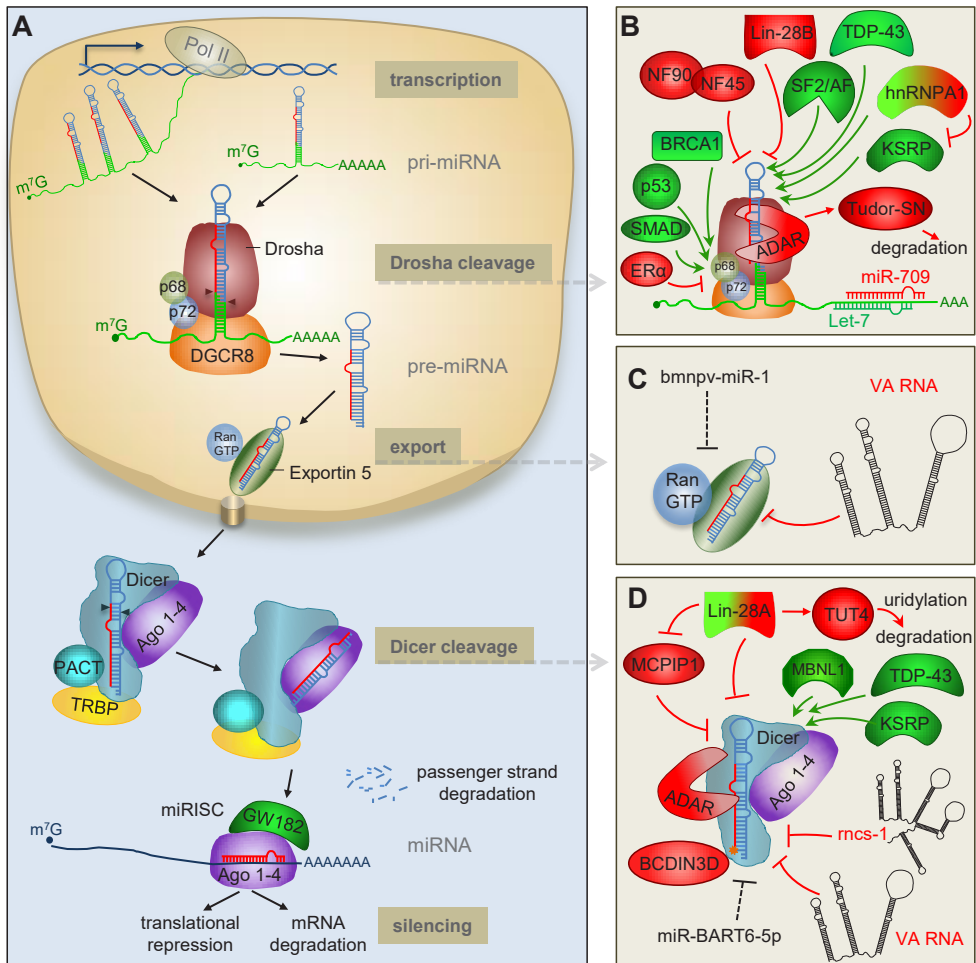 A
Pol II
transcription
m7G
m7G
AAAAA
pri-miRNA
Drosha
Drosha cleavage
p68
p72
m7G
AAAAA
DGCR8
pre-miRNA
Ran
GTP
export
Exportin 5
Dicer
Ago 1-4
PACT
TRBP
Dicer cleavage
passenger strand
degradation
miRISC
GW182
m7G
miRNA
AAAAAAA
Ago 1-4
translational
repression
mRNA
degradation
silencing
B
Lin-28B
TDP-43
NF90
NF45
SF2/AF
hnRNPA1
BRCA1
KSRP
p53
SMAD
Tudor-SN
ADAR
degradation
ERα
p68
p72
miR-709
AAA
Let-7
C
bmnpv-miR-1
VA RNA
Ran
GTP
D
Lin-28A
TUT4
uridylation
degradation
MCPIP1
MBNL1
TDP-43
KSRP
Dicer
Ago 1-4
ADAR
rncs-1
BCDIN3D
miR-BART6-5p
VA RNA